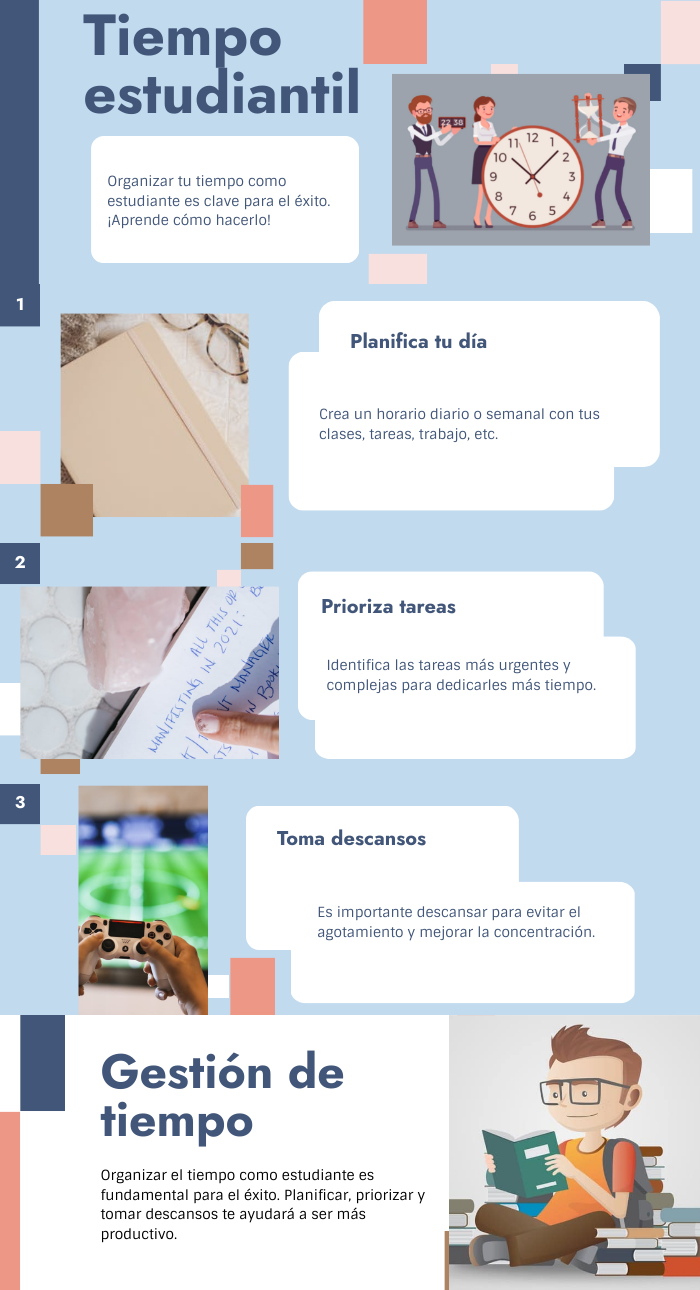 Tiempo
estudiantil
22 38
Organizar tu tiempo como
estudiante es clave para el éxito.
¡Aprende cómo hacerlo!
11 12 1
10 2
9 3
8 4
7 6 5
1
Planifica tu día
Crea un horario diario o semanal con tus
clases, tareas, trabajo, etc.
2
Prioriza tareas
Identifica las tareas más urgentes y
complejas para dedicarles más tiempo.
ALL THIS OR
MANIFESTING IN 2021:
NT MANAGER
IN BOOK
3
Toma descansos
Es importante descansar para evitar el
agotamiento y mejorar la concentración.
Gestión de
tiempo
Organizar el tiempo como estudiante es
fundamental para el éxito. Planificar, priorizar y
tomar descansos te ayudará a ser más
productivo.